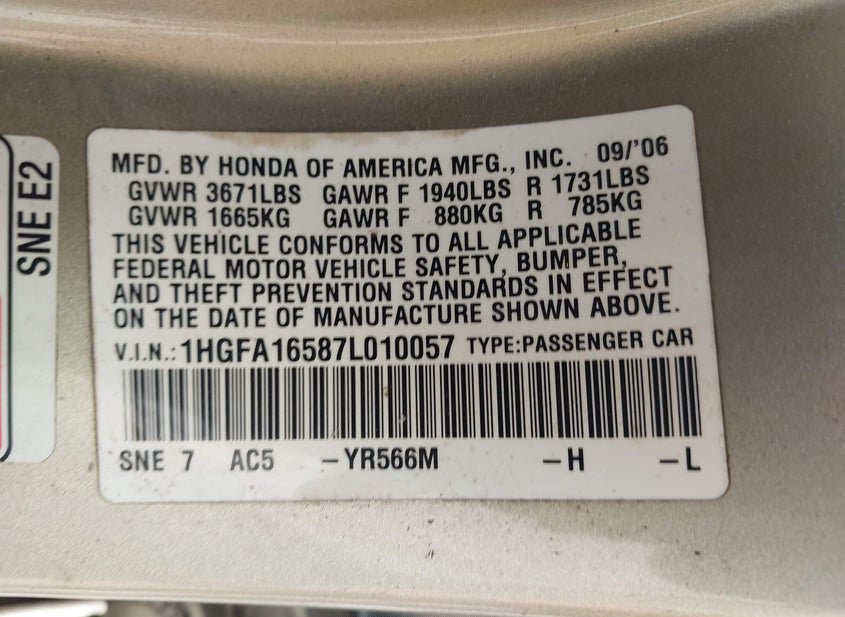 SNE E2
MFD. BY HONDA OF AMERICA MFG., INC. 09/'06
GVWR 3671LBS GAWR F 1940LBS R 1731LBS
GVWR 1665KG GAWR F 880KG R 785KG
THIS VEHICLE CONFORMS TO ALL APPLICABLE
FEDERAL MOTOR VEHICLE SAFETY, BUMPER,
AND THEFT PREVENTION STANDARDS IN EFFECT
ON THE DATE OF MANUFACTURE SHOWN ABOVE.
V.I.N.: 1HGFA16587L010057 TYPE:PASSENGER CAR
SNE 7 AC5 –YR566M –H –L